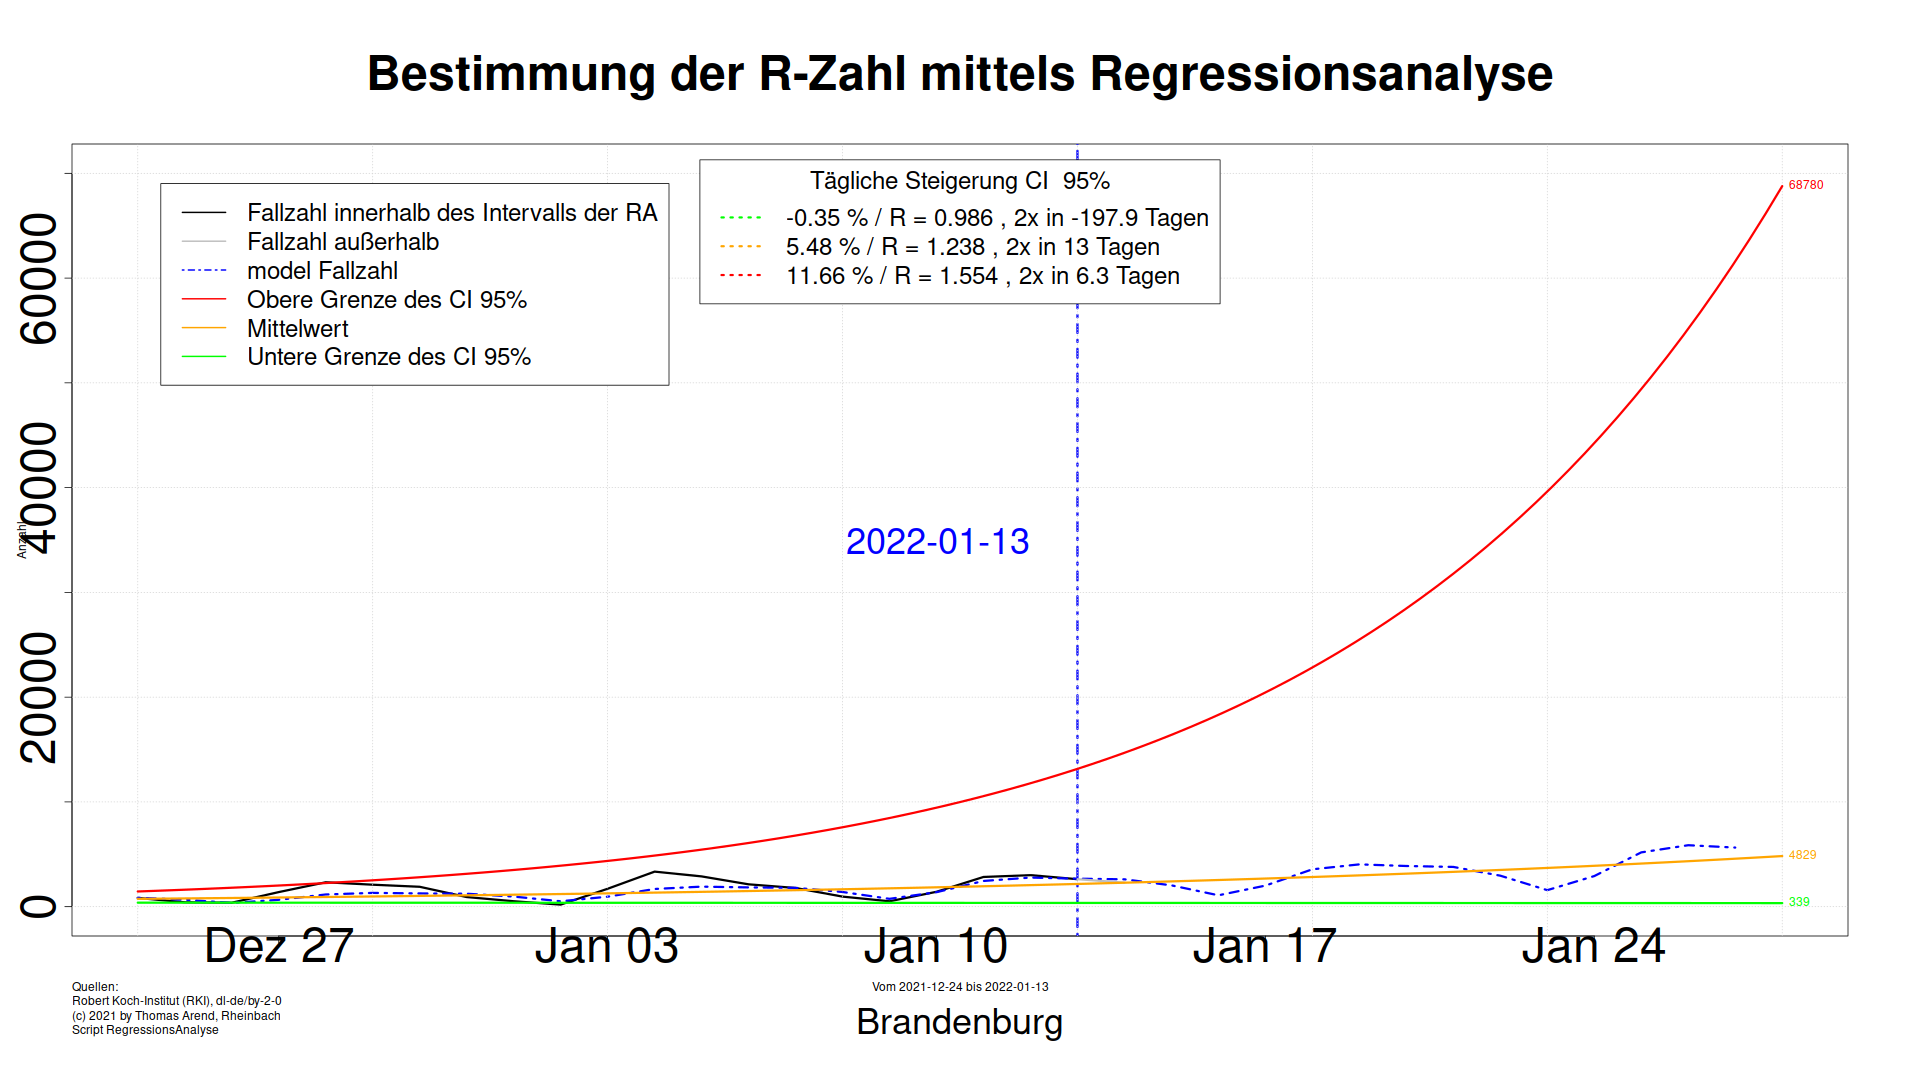 Bestimmung der R-Zahl mittels Regressionsanalyse
Fallzahl innerhalb des Intervalls der RA
Fallzahl außerhalb
model Fallzahl
Obere Grenze des CI 95%
Mittelwert
Untere Grenze des CI 95%
Tägliche Steigerung CI  95%
-0.35 % / R = 0.986 , 2x in -197.9 Tagen
5.48 % / R = 1.238 , 2x in 13 Tagen
11.66 % / R = 1.554 , 2x in 6.3 Tagen
68780
60000
40000
20000
0
Anzahl
2022-01-13
4829
339
Dez 27
Jan 03
Jan 10
Jan 17
Jan 24
Quellen:
Robert Koch-Institut (RKI), dl-de/by-2-0
(c) 2021 by Thomas Arend, Rheinbach
Script RegressionsAnalyse
Vom 2021-12-24 bis 2022-01-13
Brandenburg